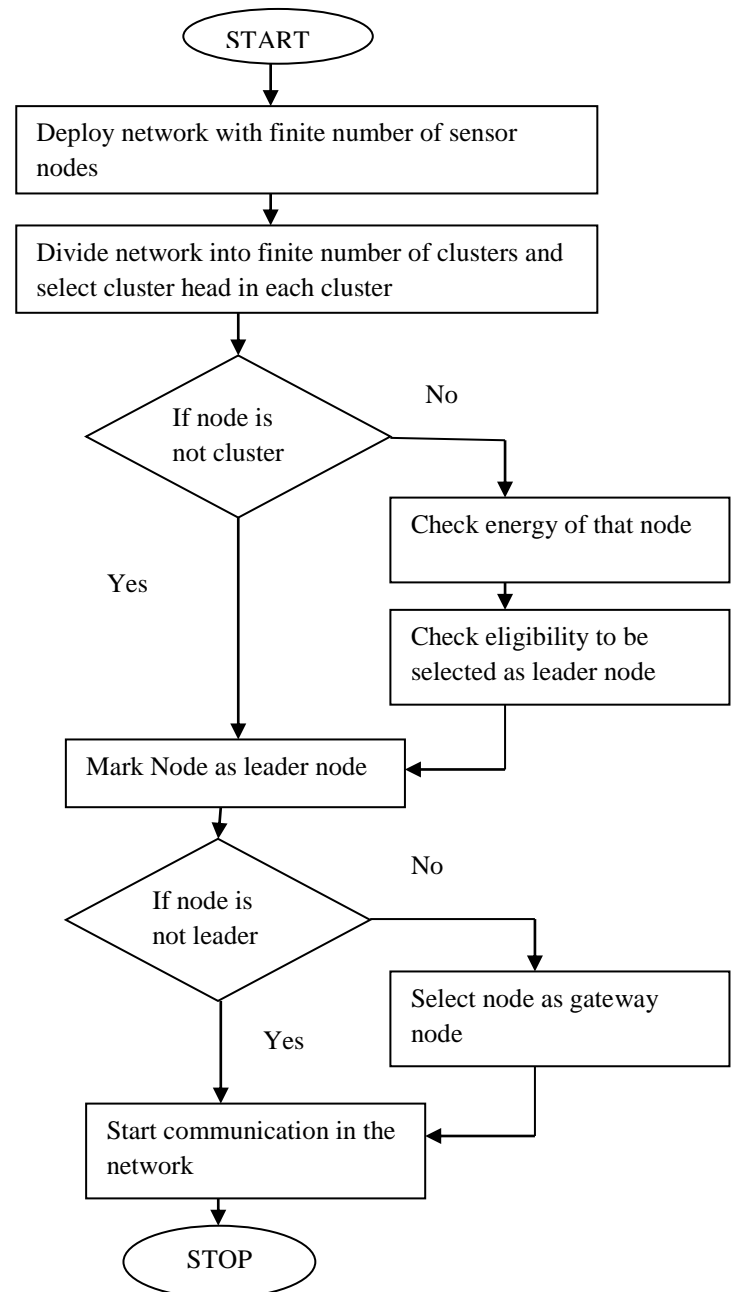 START
Deploy network with finite number of sensor
nodes
Divide network into finite number of clusters and
select cluster head in each cluster
No
If node is
not cluster
Check energy of that node
Yes
Check eligibility to be
selected as leader node
Mark Node as leader node
No
If node is
not leader
Select node as gateway
node
Yes
Start communication in the
network
STOP